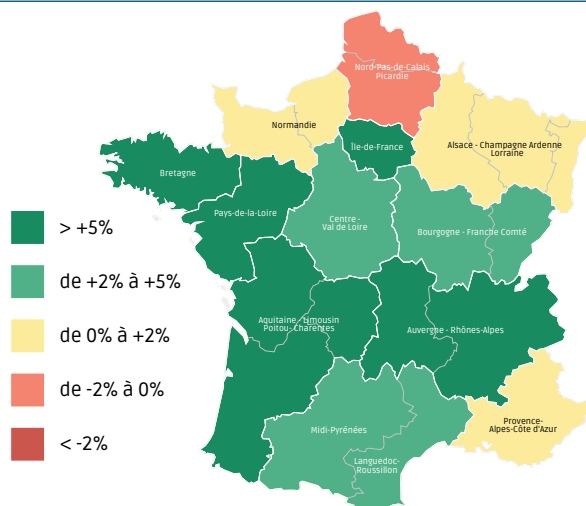 Nord-Pas-de-Calais
Picardie
Normandie
Île-de-France
Alsace - Champagne Ardenne
Lorraine
Bretagne
Pays-de-la-Loire
Centre -
Val de Loire
Bourgogne - Franche Comté
> +5%
de +2% à +5%
de 0% à +2%
de -2% à 0%
< -2%
Aquitaine - Limousin
Poitou- Charentes
Auvergne - Rhônes-Alpes
Midi-Pyrénées
Languedoc-
Roussillon
Provence-
Alpes-Côte d'Azur